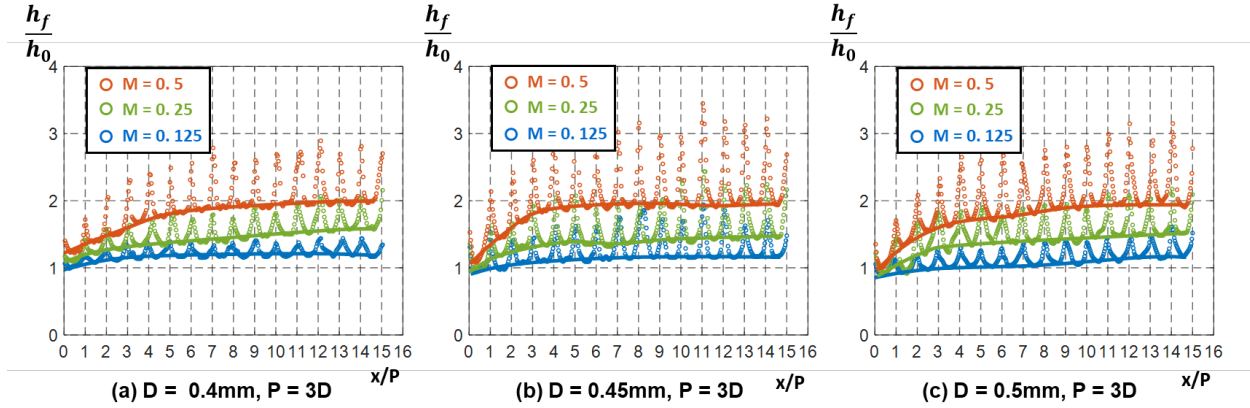 h_f h_f h_f
h_0 h_0 h_0
4 4 4
M = 0.5 M = 0.5 M = 0.5
3 M = 0.25 3 M = 0.25 3 M = 0.25
M = 0.125 M = 0.125 M = 0.125
2 2 2
1 1 1
0 0 0
0 1 2 3 4 5 6 7 8 9 10 11 12 13 14 15 16 0 1 2 3 4 5 6 7 8 9 10 11 12 13 14 15 16 0 1 2 3 4 5 6 7 8 9 10 11 12 13 14 15 16
x/P x/P x/P
(a) D = 0.4mm, P = 3D (b) D = 0.45mm, P = 3D (c) D = 0.5mm, P = 3D